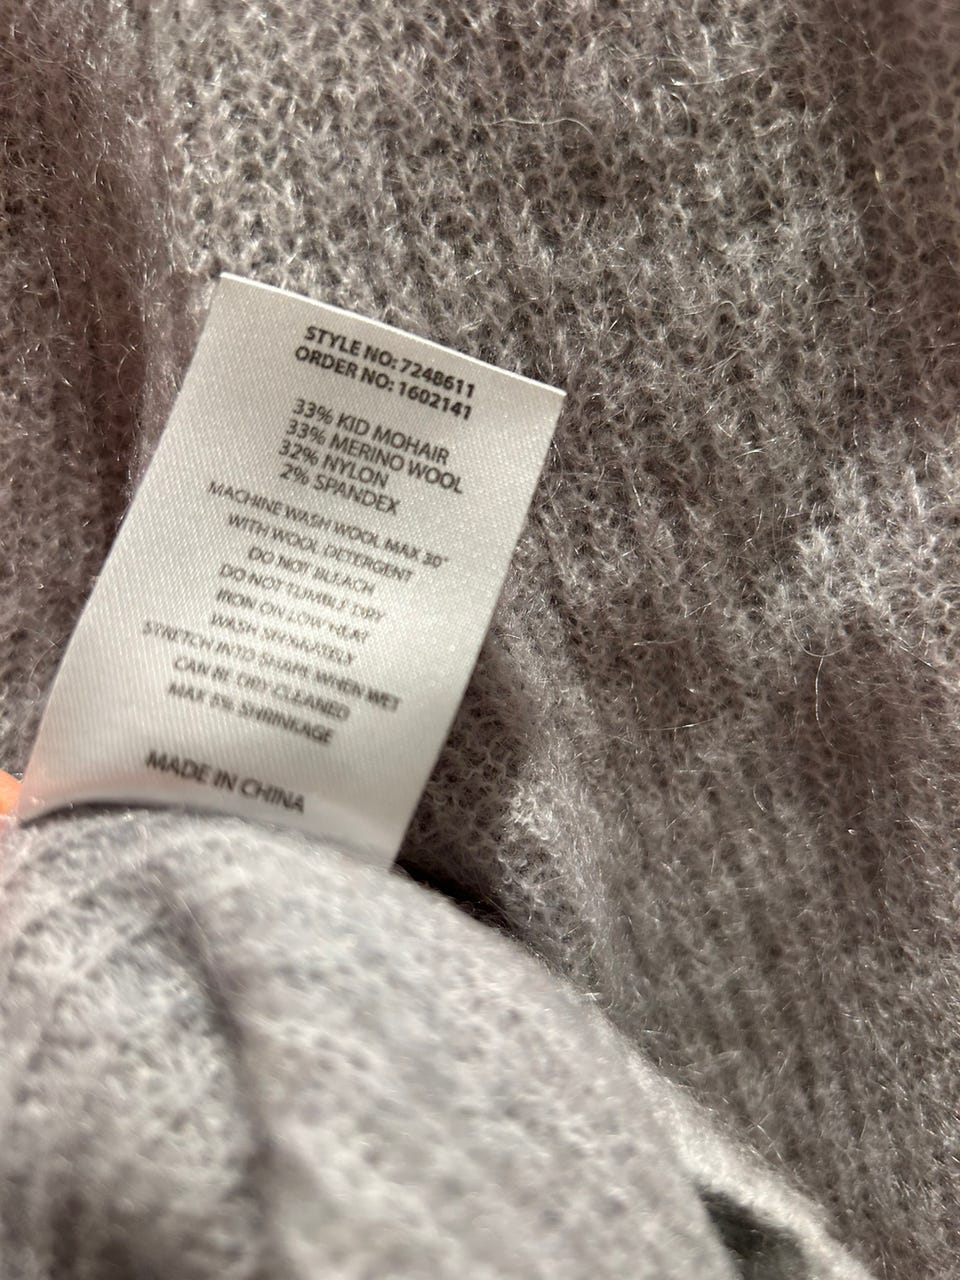 STYLE NO: 7248611
ORDER NO: 1602141
33% KID MOHAIR
33% MERINO WOOL
32% NYLON
2% SPANDEX
MACHINE WASH WOOL MAX 30°
WITH WOOL DETERGENT
DO NOT BLEACH
DO NOT TUMBLE DRY
IRON ON LOW HEAT
WASH SEPARATELY
STRETCH INTO SHAPE WHEN WET
CAN BE DRY-CLEANED
MAX 5% SHRINKAGE
MADE IN CHINA